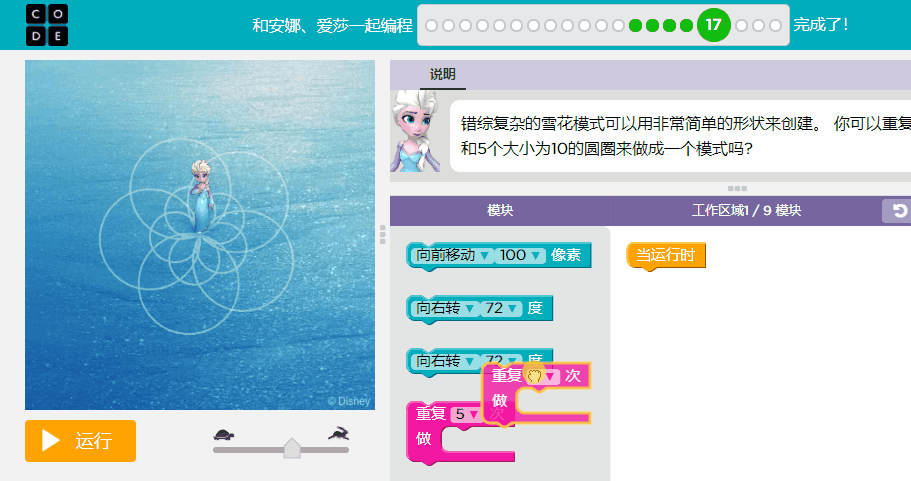 CO
DE
和安娜、爱莎一起编程
17
完成了!
说明
错综复杂的雪花模式可以用非常简单的形状来创建。 你可以重复
和5个大小为10的圆圈来做成一个模式吗?
模块
工作区域1 / 9 模块
向前移动 100 像素
当运行时
向右转 72 度
向右转 72 度
重复 次
做
重复 5 次
做
© Disney
运行